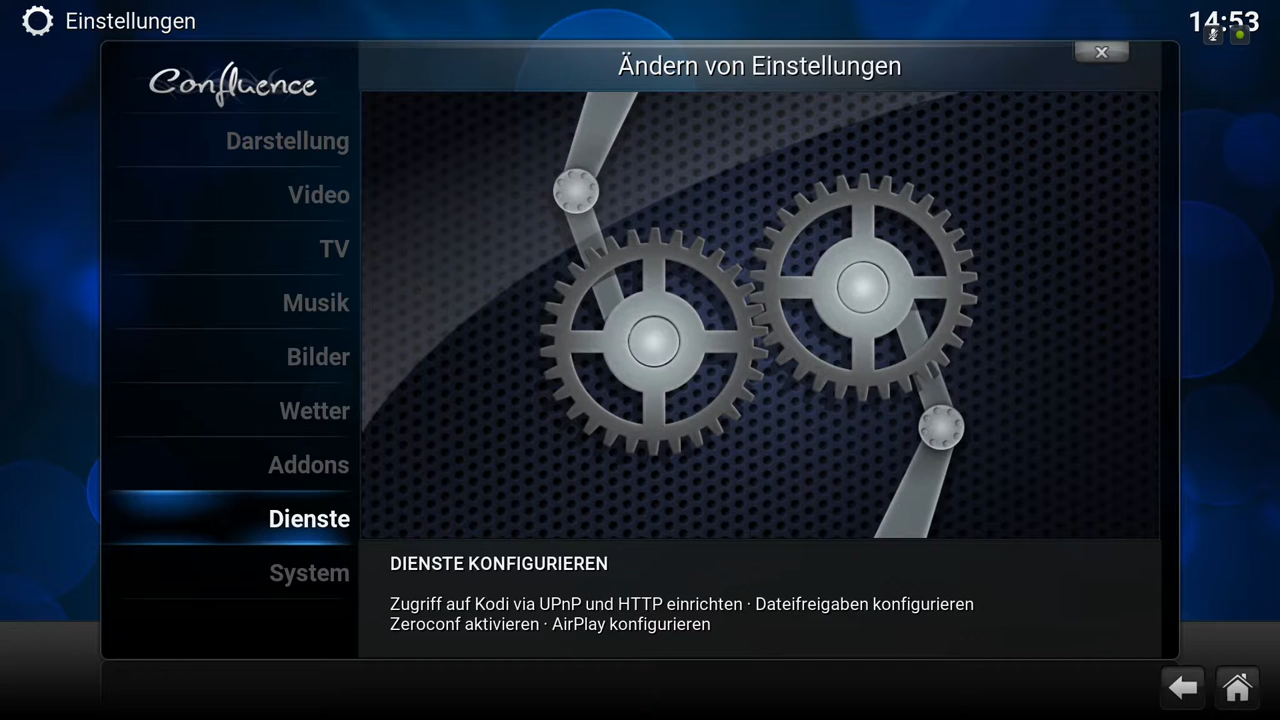 Einstellungen
14:53
Confluence
Ändern von Einstellungen
Darstellung
Video
TV
Musik
Bilder
Wetter
Addons
Dienste
System
DIENSTE KONFIGURIEREN
Zugriff auf Kodi via UPnP und HTTP einrichten · Dateifreigaben konfigurieren
Zeroconf aktivieren · AirPlay konfigurieren